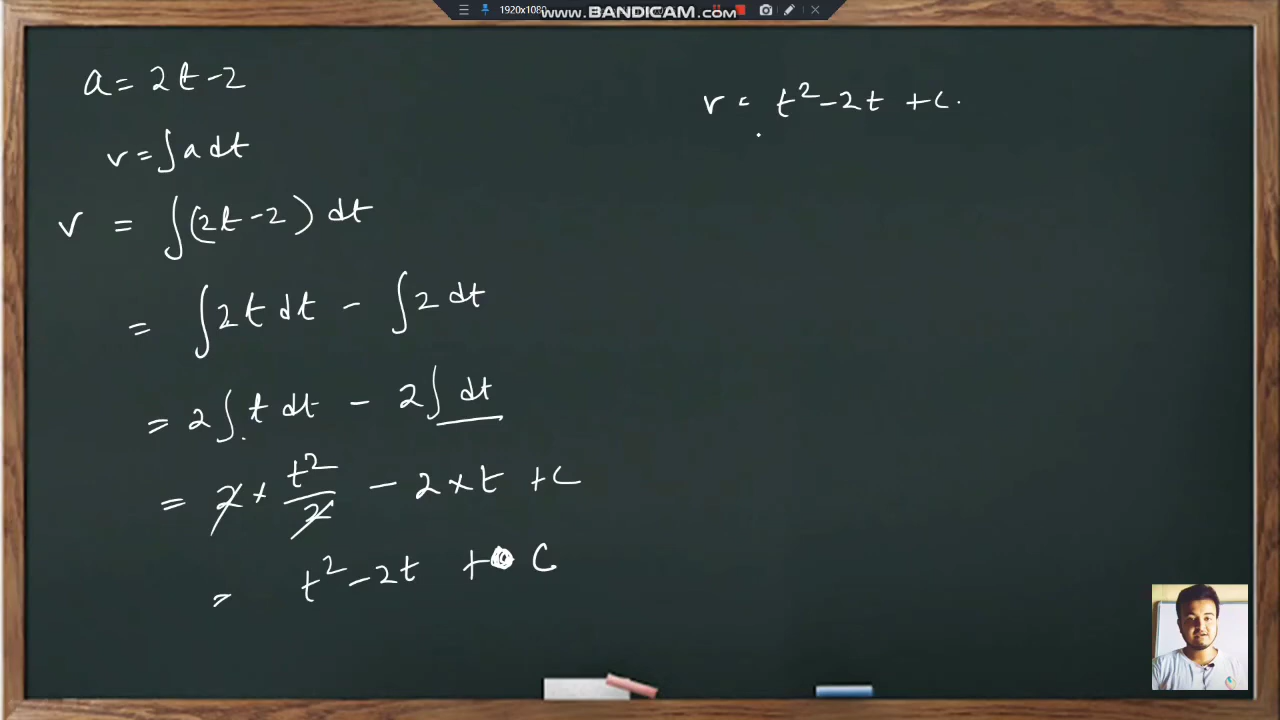 1920x1080
www.BANDICAM.com
a = 2t - 2
v = ∫a dt
v = ∫(2t - 2) dt
= ∫2t dt - ∫2 dt
= 2∫t dt - 2∫dt
= 2 × t²/2 - 2 × t + c
= t² - 2t + C
v = t² - 2t + c.